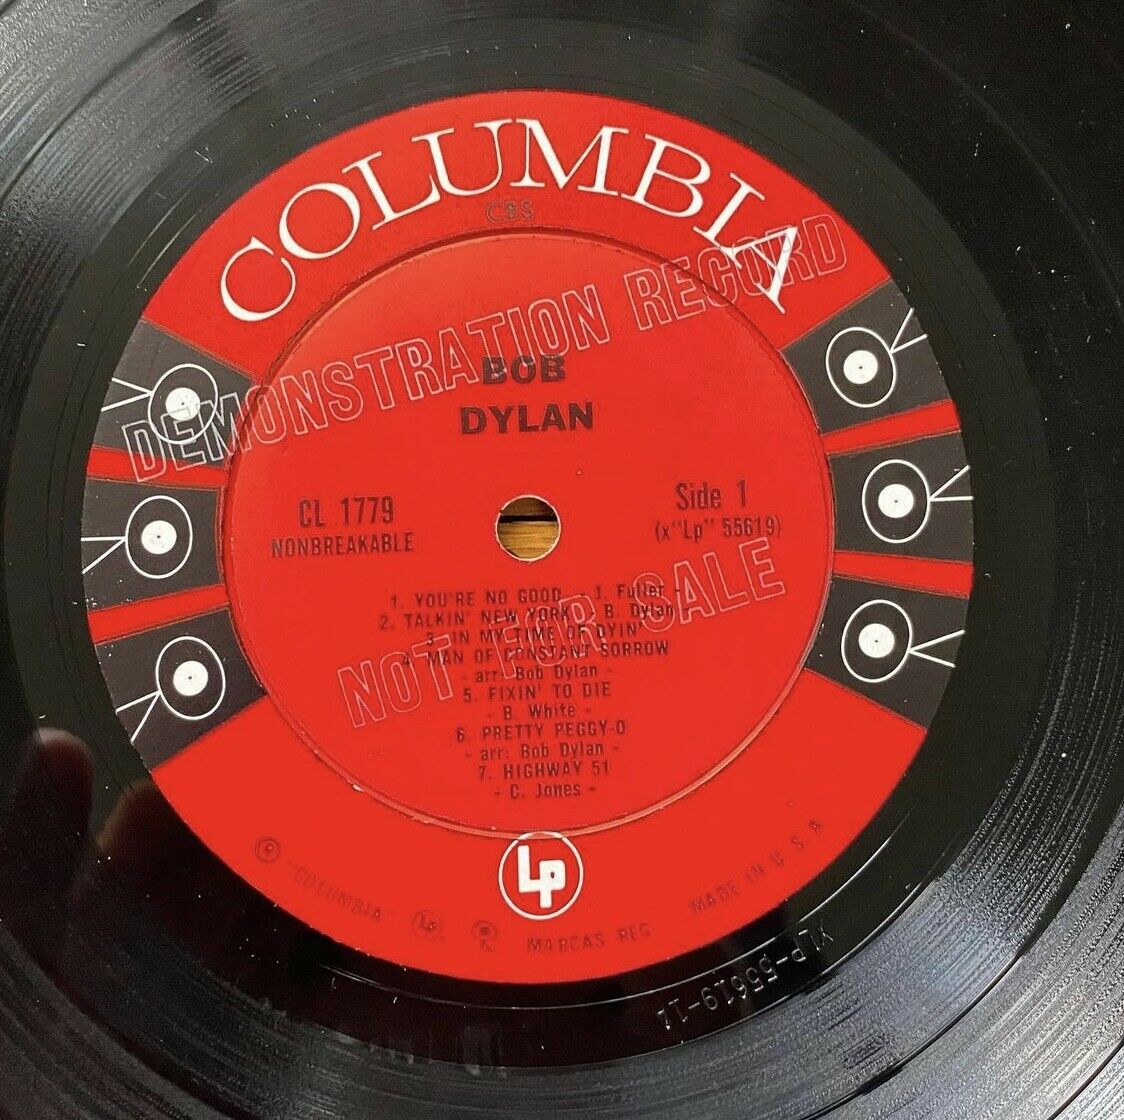 COLUMBIA
CBS
DEMONSTRATION RECORD
BOB
DYLAN
CL 1779
NONBREAKABLE
Side 1
(x"Lp" 55619)
NOT FOR SALE
1. YOU'RE NO GOOD - J. Fuller -
2. TALKIN' NEW YORK - B. Dylan -
3. IN MY TIME OF DYIN'
4. MAN OF CONSTANT SORROW
- arr: Bob Dylan -
5. FIXIN' TO DIE
- B. White -
6. PRETTY PEGGY-O
- arr: Bob Dylan -
7. HIGHWAY 51
- C. Jones -
Lp
® "COLUMBIA" Lp MARCAS REG MADE IN U S A